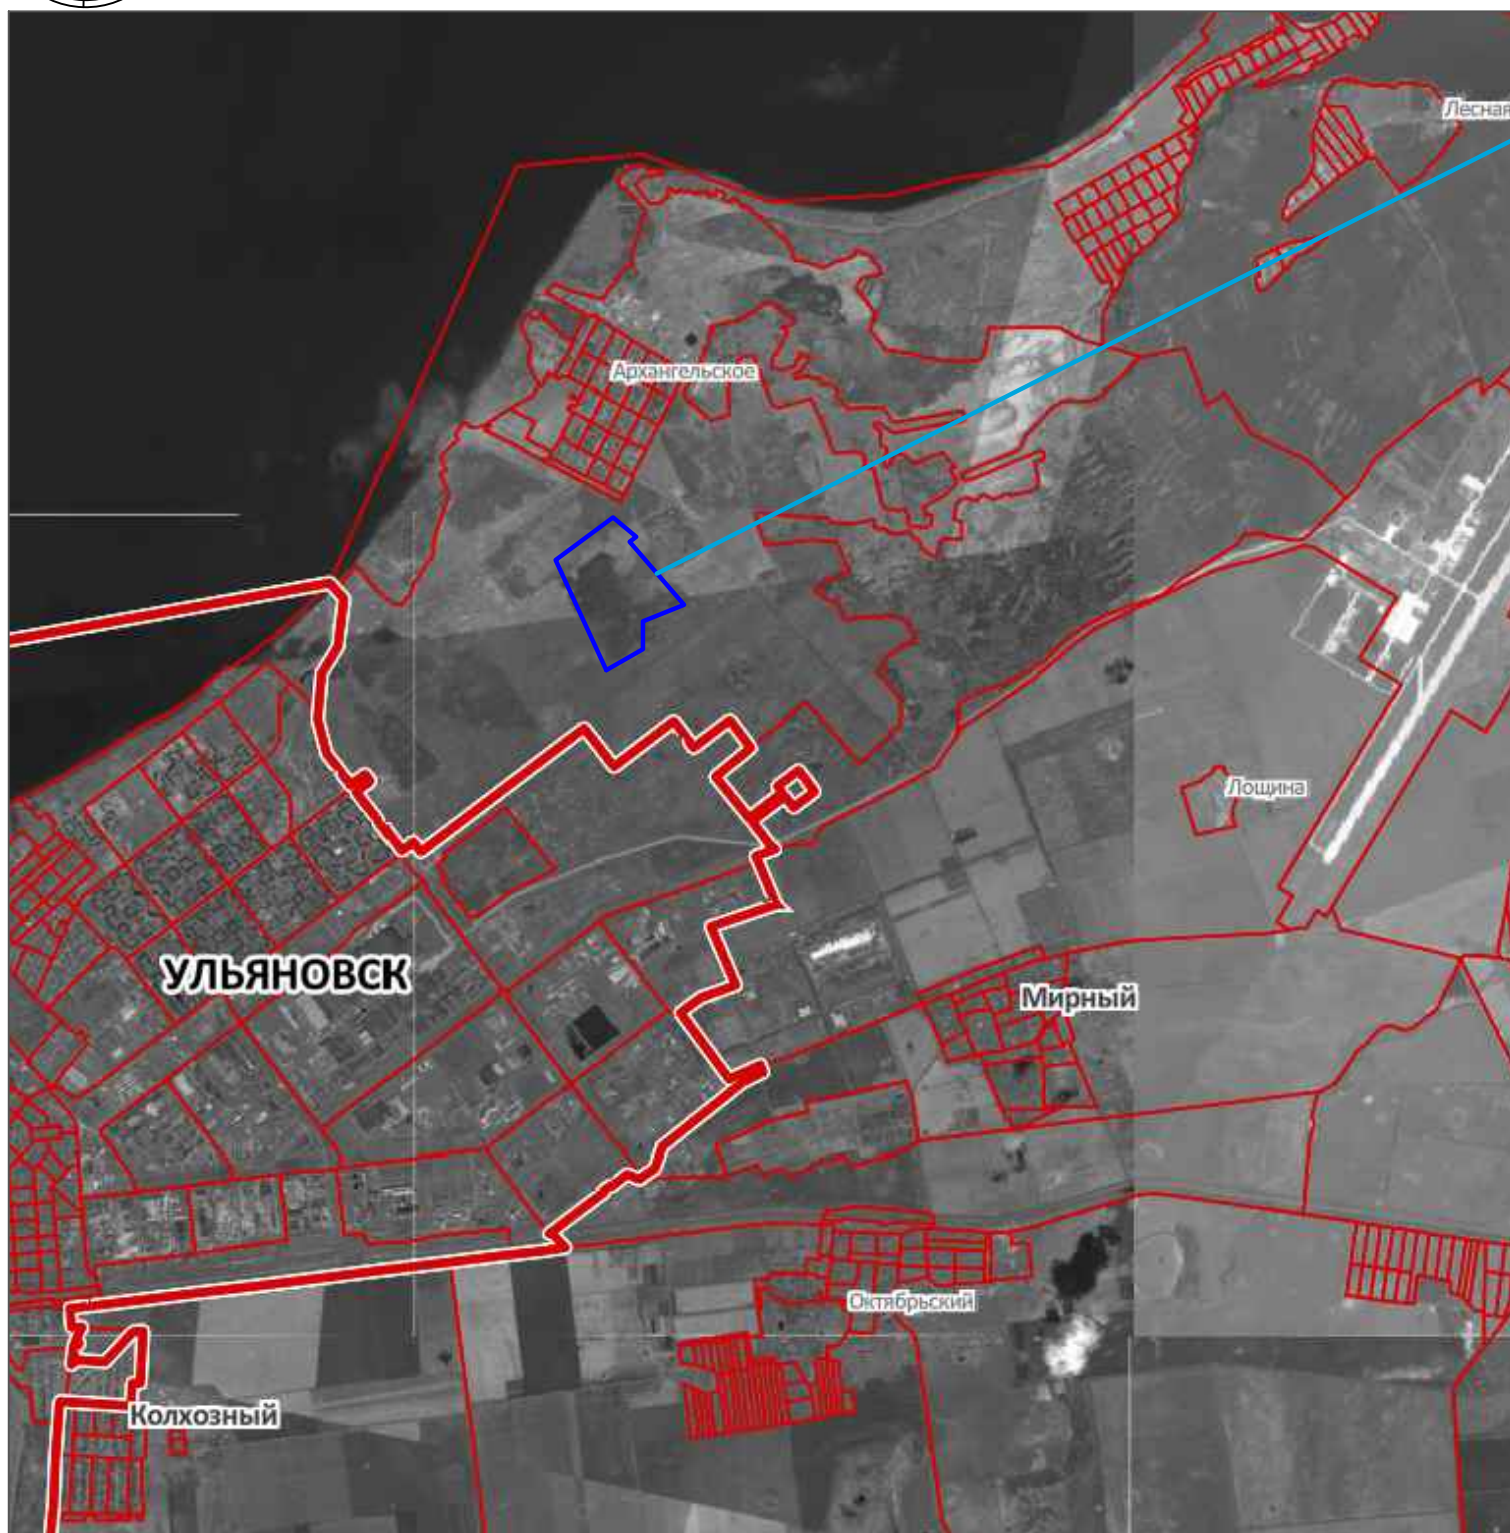 Лесная
Архангельское
Лощина
УЛЬЯНОВСК
Мирный
Октябрьский
Колхозный